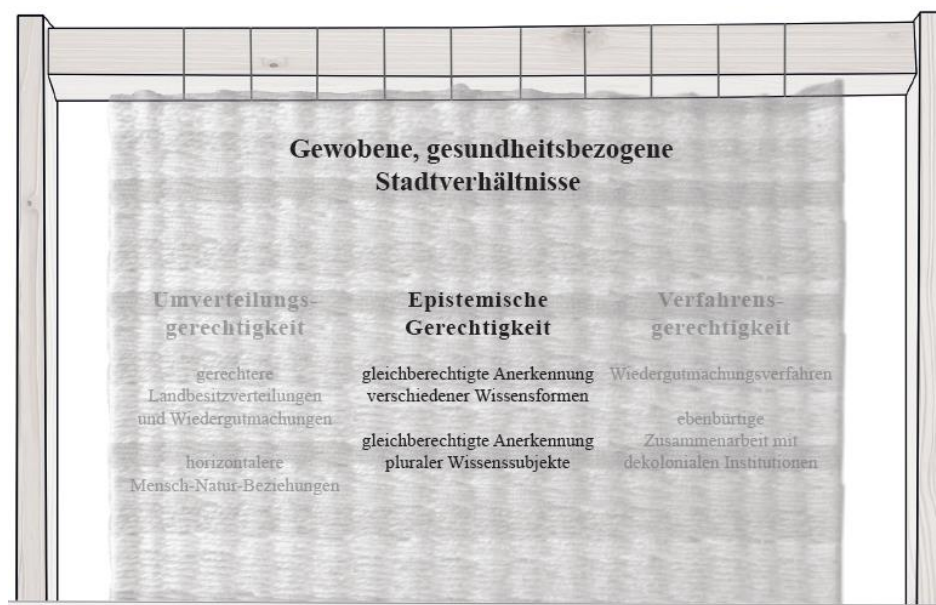 Gewobene, gesundheitsbezogene
Stadtverhältnisse
Umverteilungs-
gerechtigkeit
gerechtere
Landbesitzverteilungen
und Wiedergutmachungen
horizontalere
Mensch-Natur-Beziehungen
Epistemische
Gerechtigkeit
gleichberechtigte Anerkennung
verschiedener Wissensformen
gleichberechtigte Anerkennung
pluraler Wissenssubjekte
Verfahrens-
gerechtigkeit
Wiedergutmachungsverfahren
ebenbürtige
Zusammenarbeit mit
dekolonialen Institutionen